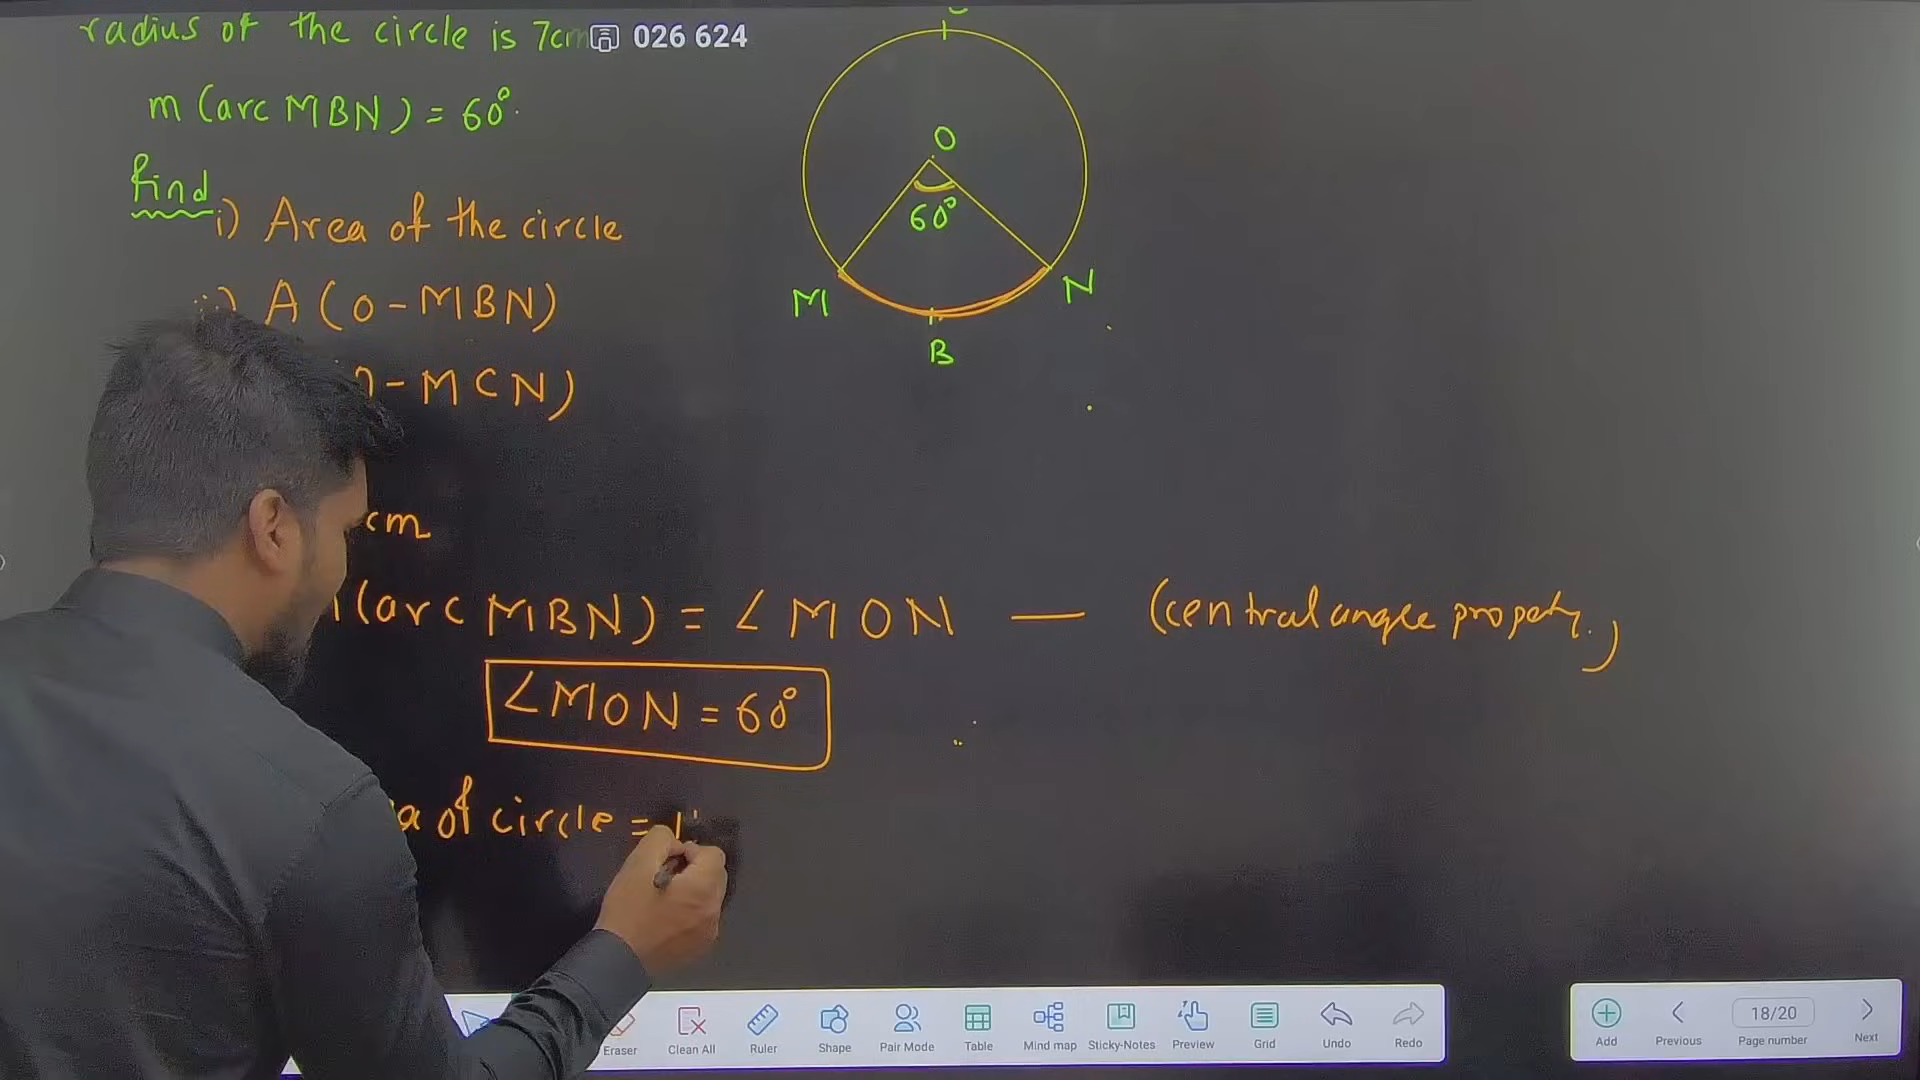 radius of the circle is 7cm
026 624
m (arc MBN) = 60°
find
i) Area of the circle
A (O - MBN)
- MCN)
O
60°
M
N
B
cm
(arc MBN) = ∠MON — (central angle property.)
∠MON = 60°
of circle =
Eraser
Clean All
Ruler
Shape
Pair Mode
Table
Mind map
Sticky-Notes
Preview
Grid
Undo
Redo
Add
Previous
18/20
Page number
Next